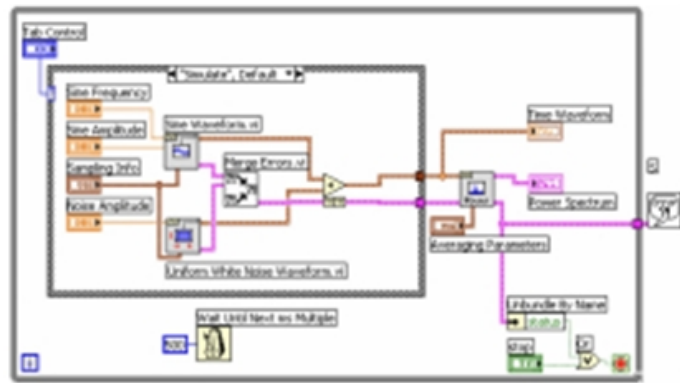 Tab Control
"Simulate", Default
Sine Frequency
Sine Waveform.vi
Time Waveform
Sine Amplitude
Sampling Info
Merge Errors.vi
Noise Amplitude
Power Spectrum
Averaging Parameters
Uniform White Noise Waveform.vi
Unbundle By Name
Wait Until Next ms Multiple
status
stop
Or
i